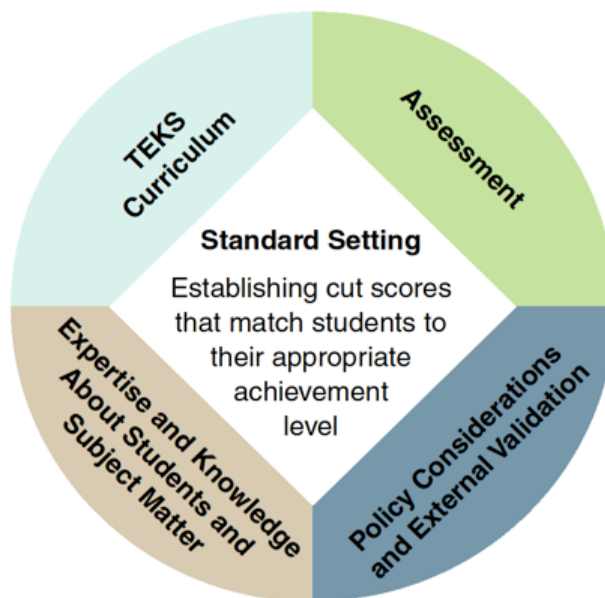 TEKS
Curriculum
Assessment
Standard Setting
Establishing cut scores
that match students to
their appropriate
achievement
level
Expertise and Knowledge
About Students and
Subject Matter
Policy Considerations
and External Validation